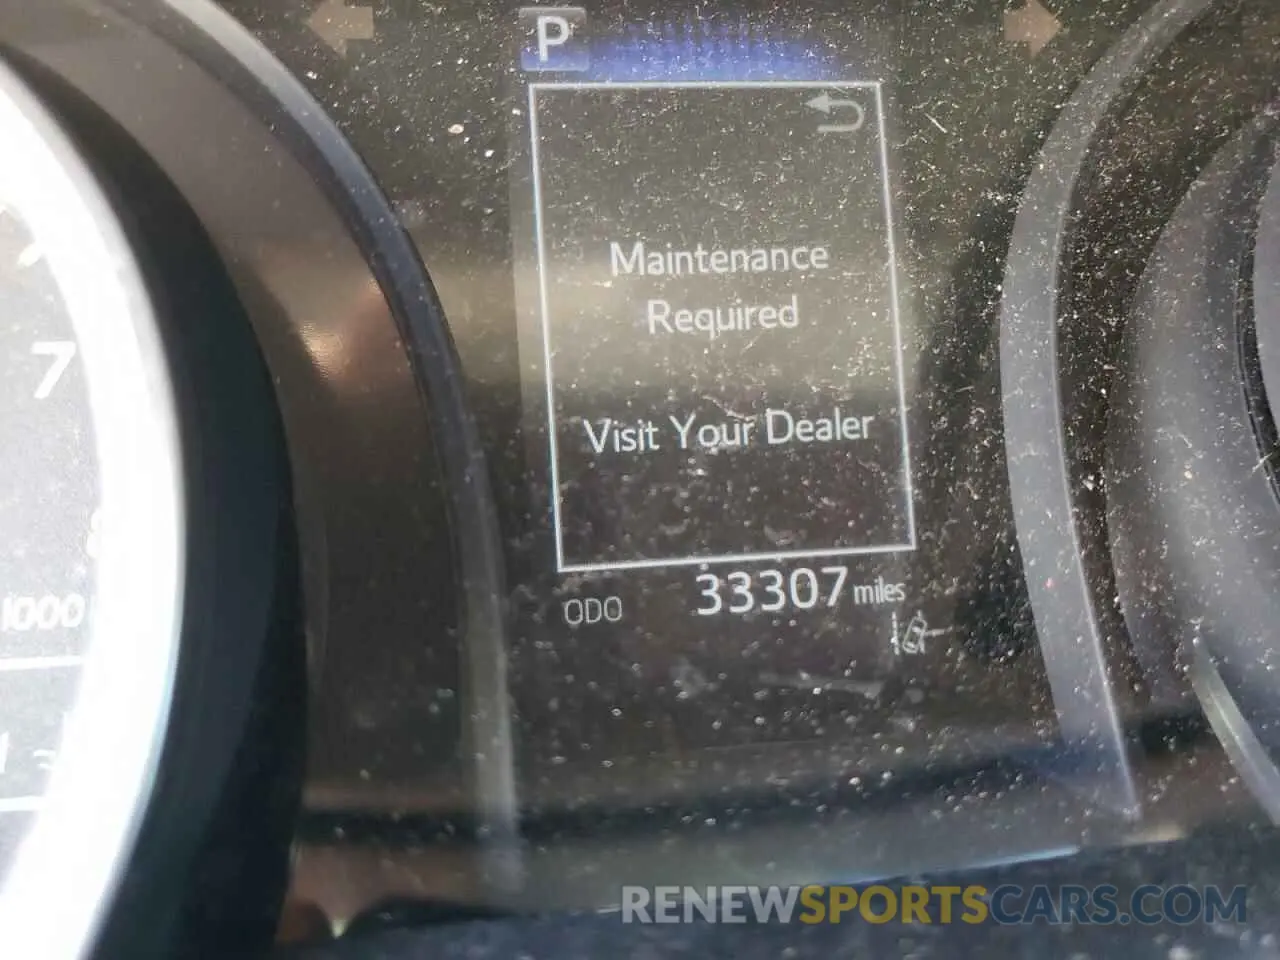 P
Maintenance
Required
Visit Your Dealer
ODO 33307 miles
7
1000
RENEWSPORTSCARS.COM